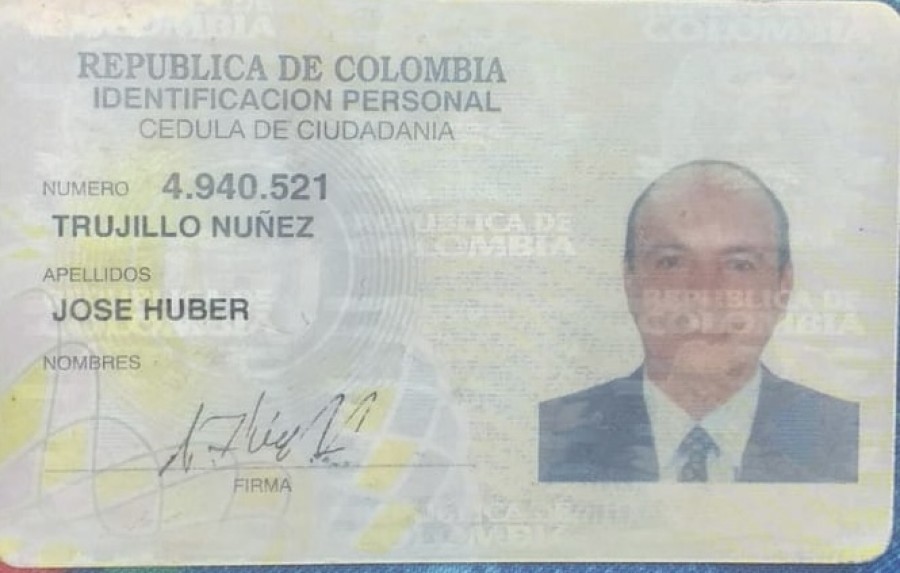 REPUBLICA DE COLOMBIA
IDENTIFICACION PERSONAL
CEDULA DE CIUDADANIA
NUMERO 4.940.521
TRUJILLO NUÑEZ
APELLIDOS
JOSE HUBER
NOMBRES
FIRMA
REPUBLICA DE
COLOMBIA
REPUBLICA DE
COLOMBIA